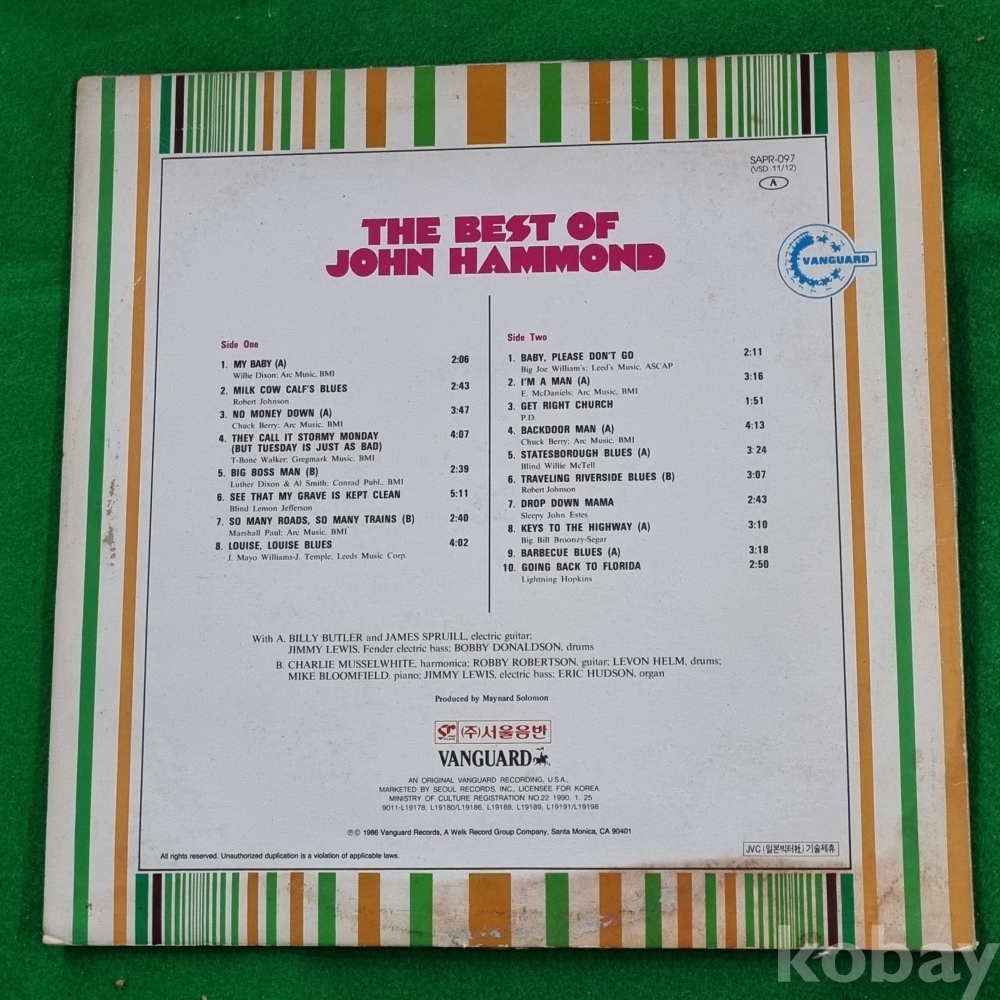 SAPR-097
(VSD 11/12)
A
THE BEST OF
JOHN HAMMOND
VANGUARD
Side One
1. MY BABY (A) 2:06
Willie Dixon: Arc Music, BMI
2. MILK COW CALF'S BLUES 2:43
Robert Johnson
3. NO MONEY DOWN (A) 3:47
Chuck Berry; Arc Music, BMI
4. THEY CALL IT STORMY MONDAY 4:07
(BUT TUESDAY IS JUST AS BAD)
T-Bone Walker; Gregmark Music, BMI
5. BIG BOSS MAN (B) 2:39
Luther Dixon & Al Smith; Conrad Publ., BMI
6. SEE THAT MY GRAVE IS KEPT CLEAN 5:11
Blind Lemon Jefferson
7. SO MANY ROADS, SO MANY TRAINS (B) 2:40
Marshall Paul; Arc Music, BMI
8. LOUISE, LOUISE BLUES 4:02
J. Mayo Williams-J. Temple; Leeds Music Corp.
Side Two
1. BABY, PLEASE DON'T GO 2:11
Big Joe William's; Leed's Music, ASCAP
2. I'M A MAN (A) 3:16
E. McDaniels; Arc Music, BMI
3. GET RIGHT CHURCH 1:51
P.D.
4. BACKDOOR MAN (A) 4:13
Chuck Berry; Arc Music, BMI
5. STATESBOROUGH BLUES (A) 3:24
Blind Willie McTell
6. TRAVELING RIVERSIDE BLUES (B) 3:07
Robert Johnson
7. DROP DOWN MAMA 2:43
Sleepy John Estes
8. KEYS TO THE HIGHWAY (A) 3:10
Big Bill Broonzy-Segar
9. BARBECUE BLUES (A) 3:18
10. GOING BACK TO FLORIDA 2:50
Lightning Hopkins
With A. BILLY BUTLER and JAMES SPRUILL, electric guitar;
JIMMY LEWIS, Fender electric bass; BOBBY DONALDSON, drums
B. CHARLIE MUSSELWHITE, harmonica; ROBBY ROBERTSON, guitar; LEVON HELM, drums;
MIKE BLOOMFIELD, piano; JIMMY LEWIS, electric bass; ERIC HUDSON, organ
Produced by Maynard Solomon
(주)서울음반
VANGUARD
AN ORIGINAL VANGUARD RECORDING, U.S.A.,
MARKETED BY SEOUL RECORDS, INC., LICENSEE FOR KOREA
MINISTRY OF CULTURE REGISTRATION NO.22 1990. 1. 25
9011-L19178, L19180/L19186, L19188, L19189, L19191/L19198
℗© 1986 Vanguard Records, A Welk Record Group Company, Santa Monica, CA 90401
All rights reserved. Unauthorized duplication is a violation of applicable laws.
JVC (일본빅터社) 기술제휴
kobay